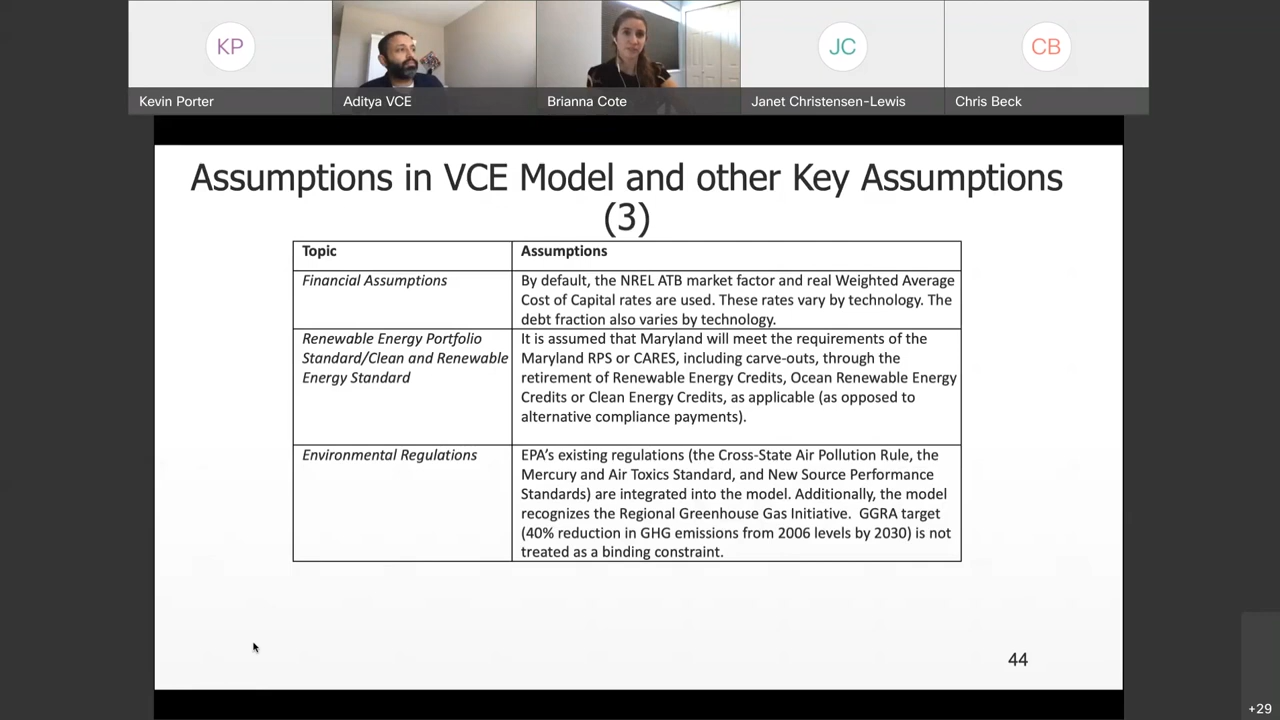 KP
JC
CB
Kevin Porter
Aditya VCE
Brianna Cote
Janet Christensen-Lewis
Chris Beck
Assumptions in VCE Model and other Key Assumptions
(3)
Topic
Assumptions
Financial Assumptions
By default, the NREL ATB market factor and real Weighted Average
Cost of Capital rates are used. These rates vary by technology. The
debt fraction also varies by technology.
Renewable Energy Portfolio
Standard/Clean and Renewable
Energy Standard
It is assumed that Maryland will meet the requirements of the
Maryland RPS or CARES, including carve-outs, through the
retirement of Renewable Energy Credits, Ocean Renewable Energy
Credits or Clean Energy Credits, as applicable (as opposed to
alternative compliance payments).
Environmental Regulations
EPA’s existing regulations (the Cross-State Air Pollution Rule, the
Mercury and Air Toxics Standard, and New Source Performance
Standards) are integrated into the model. Additionally, the model
recognizes the Regional Greenhouse Gas Initiative.  GGRA target
(40% reduction in GHG emissions from 2006 levels by 2030) is not
treated as a binding constraint.
44
+29